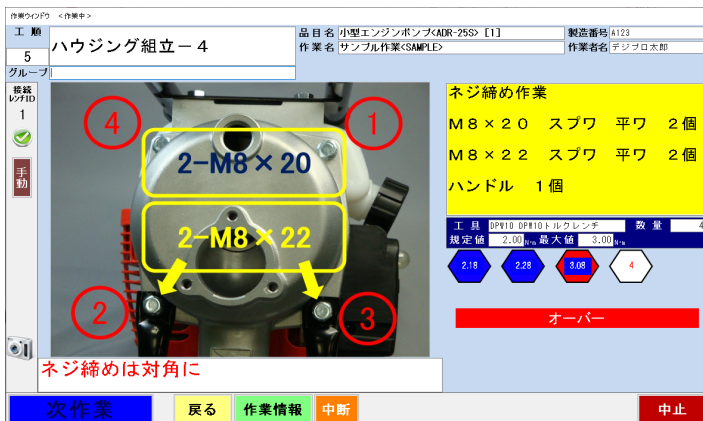 作業ウィンドウ <作業中>
工 順
5
ハウジング組立－４
品目名 小型エンジンポンプ<ADR-25S> [1]
製造番号 A123
作業名 サンプル作業<SAMPLE>
作業者名 デジプロ太郎
グループ
接続
レンチID
1
手動
④
①
2-M8×20
2-M8×22
②
③
ネジ締めは対角に
ネジ締め作業
Ｍ８×２０ スプワ 平ワ ２個
Ｍ８×２２ スプワ 平ワ ２個
ハンドル １個
工 具 DPW10 DPW10トルクレンチ 数 量 4
規定値 2.00 N・m 最大値 3.00 N・m
2.18
2.28
3.08
4
オーバー
次作業
戻る
作業情報
中断
中止